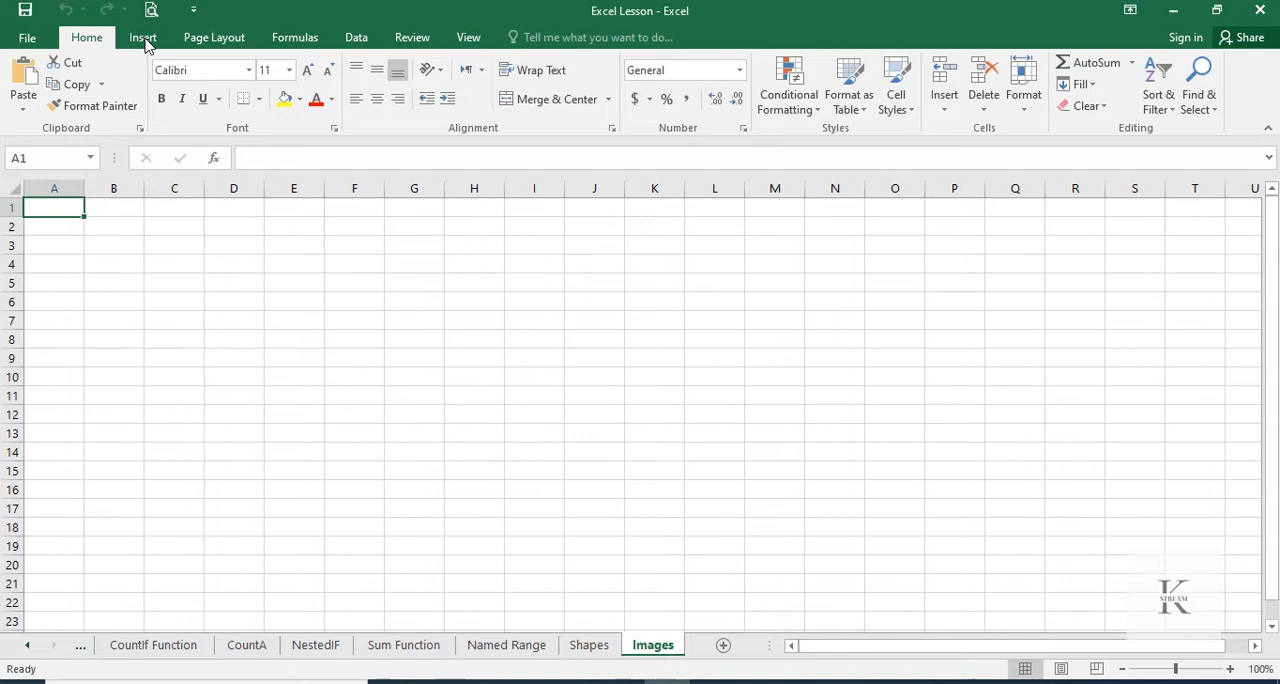 Excel Lesson - Excel
File Home Insert Page Layout Formulas Data Review View Tell me what you want to do... Sign in Share
Paste Cut Copy Format Painter Clipboard
Calibri 11 B I U A Font
Wrap Text Merge & Center Alignment
General $ % , Number
Conditional Formatting Format as Table Cell Styles Styles
Insert Delete Format Cells
AutoSum Fill Clear Sort & Filter Find & Select Editing
A1 fx
A B C D E F G H I J K L M N O P Q R S T U
1
2
3
4
5
6
7
8
9
10
11
12
13
14
15
16
17
18
19
20
21
22
23
K STREAM
... CountIf Function CountA NestedIF Sum Function Named Range Shapes Images
Ready 100%